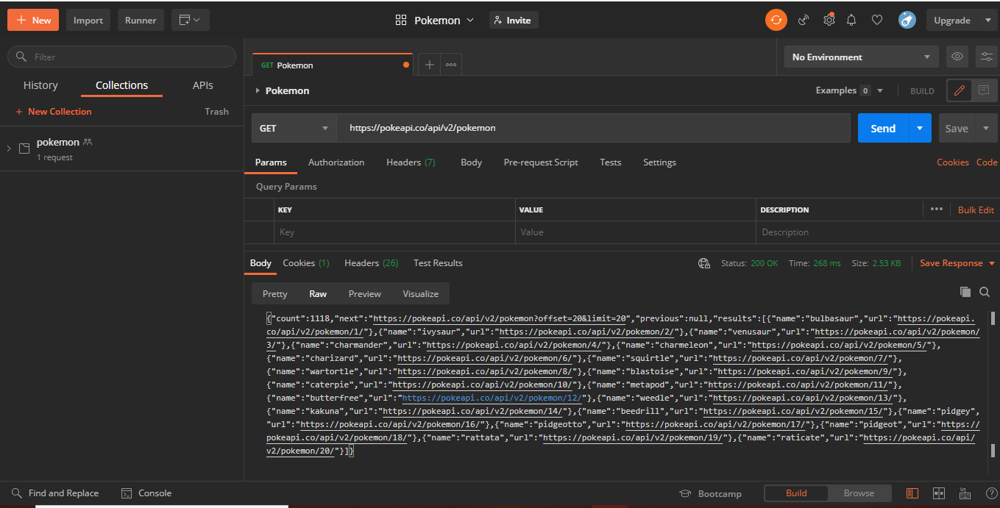 New Import Runner Pokemon Invite Upgrade
Filter
History Collections APIs
New Collection Trash
pokemon
1 request
GET Pokemon
No Environment
Pokemon Examples 0 BUILD
GET https://pokeapi.co/api/v2/pokemon Send Save
Params Authorization Headers (7) Body Pre-request Script Tests Settings Cookies Code
Query Params
KEY VALUE DESCRIPTION Bulk Edit
Key Value Description
Body Cookies (1) Headers (26) Test Results Status: 200 OK Time: 268 ms Size: 2.53 KB Save Response
Pretty Raw Preview Visualize
{"count":1118,"next":"https://pokeapi.co/api/v2/pokemon?offset=20&limit=20","previous":null,"results":[{"name":"bulbasaur","url":"https://pokeapi.
co/api/v2/pokemon/1/"},{"name":"ivysaur","url":"https://pokeapi.co/api/v2/pokemon/2/"},{"name":"venusaur","url":"https://pokeapi.co/api/v2/pokemon/
3/"},{"name":"charmander","url":"https://pokeapi.co/api/v2/pokemon/4/"},{"name":"charmeleon","url":"https://pokeapi.co/api/v2/pokemon/5/"},
{"name":"charizard","url":"https://pokeapi.co/api/v2/pokemon/6/"},{"name":"squirtle","url":"https://pokeapi.co/api/v2/pokemon/7/"},
{"name":"wartortle","url":"https://pokeapi.co/api/v2/pokemon/8/"},{"name":"blastoise","url":"https://pokeapi.co/api/v2/pokemon/9/"},
{"name":"caterpie","url":"https://pokeapi.co/api/v2/pokemon/10/"},{"name":"metapod","url":"https://pokeapi.co/api/v2/pokemon/11/"},
{"name":"butterfree","url":"https://pokeapi.co/api/v2/pokemon/12/"},{"name":"weedle","url":"https://pokeapi.co/api/v2/pokemon/13/"},
{"name":"kakuna","url":"https://pokeapi.co/api/v2/pokemon/14/"},{"name":"beedrill","url":"https://pokeapi.co/api/v2/pokemon/15/"},{"name":"pidgey",
"url":"https://pokeapi.co/api/v2/pokemon/16/"},{"name":"pidgeotto","url":"https://pokeapi.co/api/v2/pokemon/17/"},{"name":"pidgeot","url":"https://
pokeapi.co/api/v2/pokemon/18/"},{"name":"rattata","url":"https://pokeapi.co/api/v2/pokemon/19/"},{"name":"raticate","url":"https://pokeapi.co/api/
v2/pokemon/20/"}]}
Find and Replace Console Bootcamp Build Browse